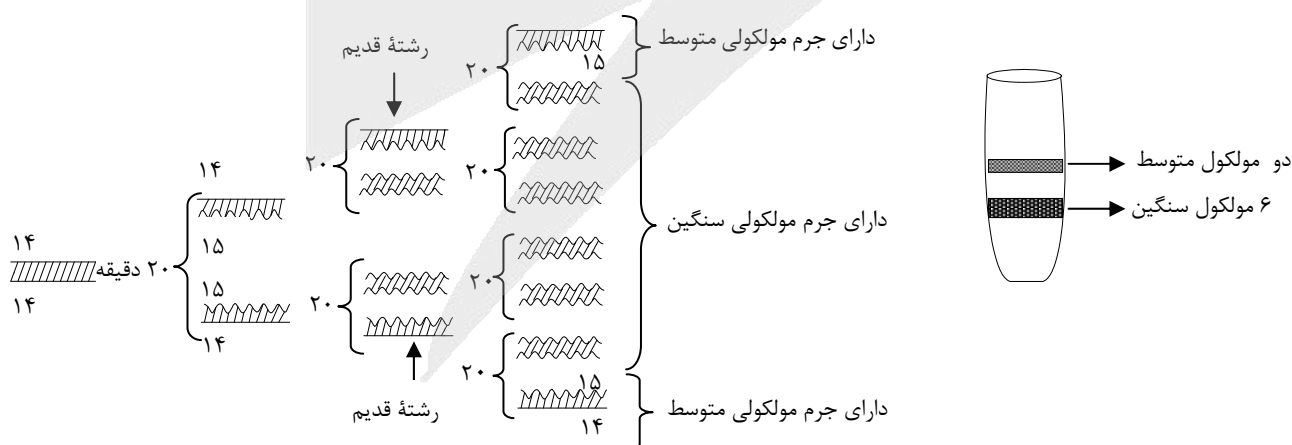 دارای جرم مولکولی متوسط
۱۵
۲۰
رشتهٔ قدیم
۲۰
۲۰
۱۴
۱۵
۱۵
۱۴
۲۰ دقیقه
۱۴
۱۴
دارای جرم مولکولی سنگین
۲۰
۲۰
رشتهٔ قدیم
۲۰
۱۵
۱۴
دارای جرم مولکولی متوسط
دو مولکول متوسط
۶ مولکول سنگین